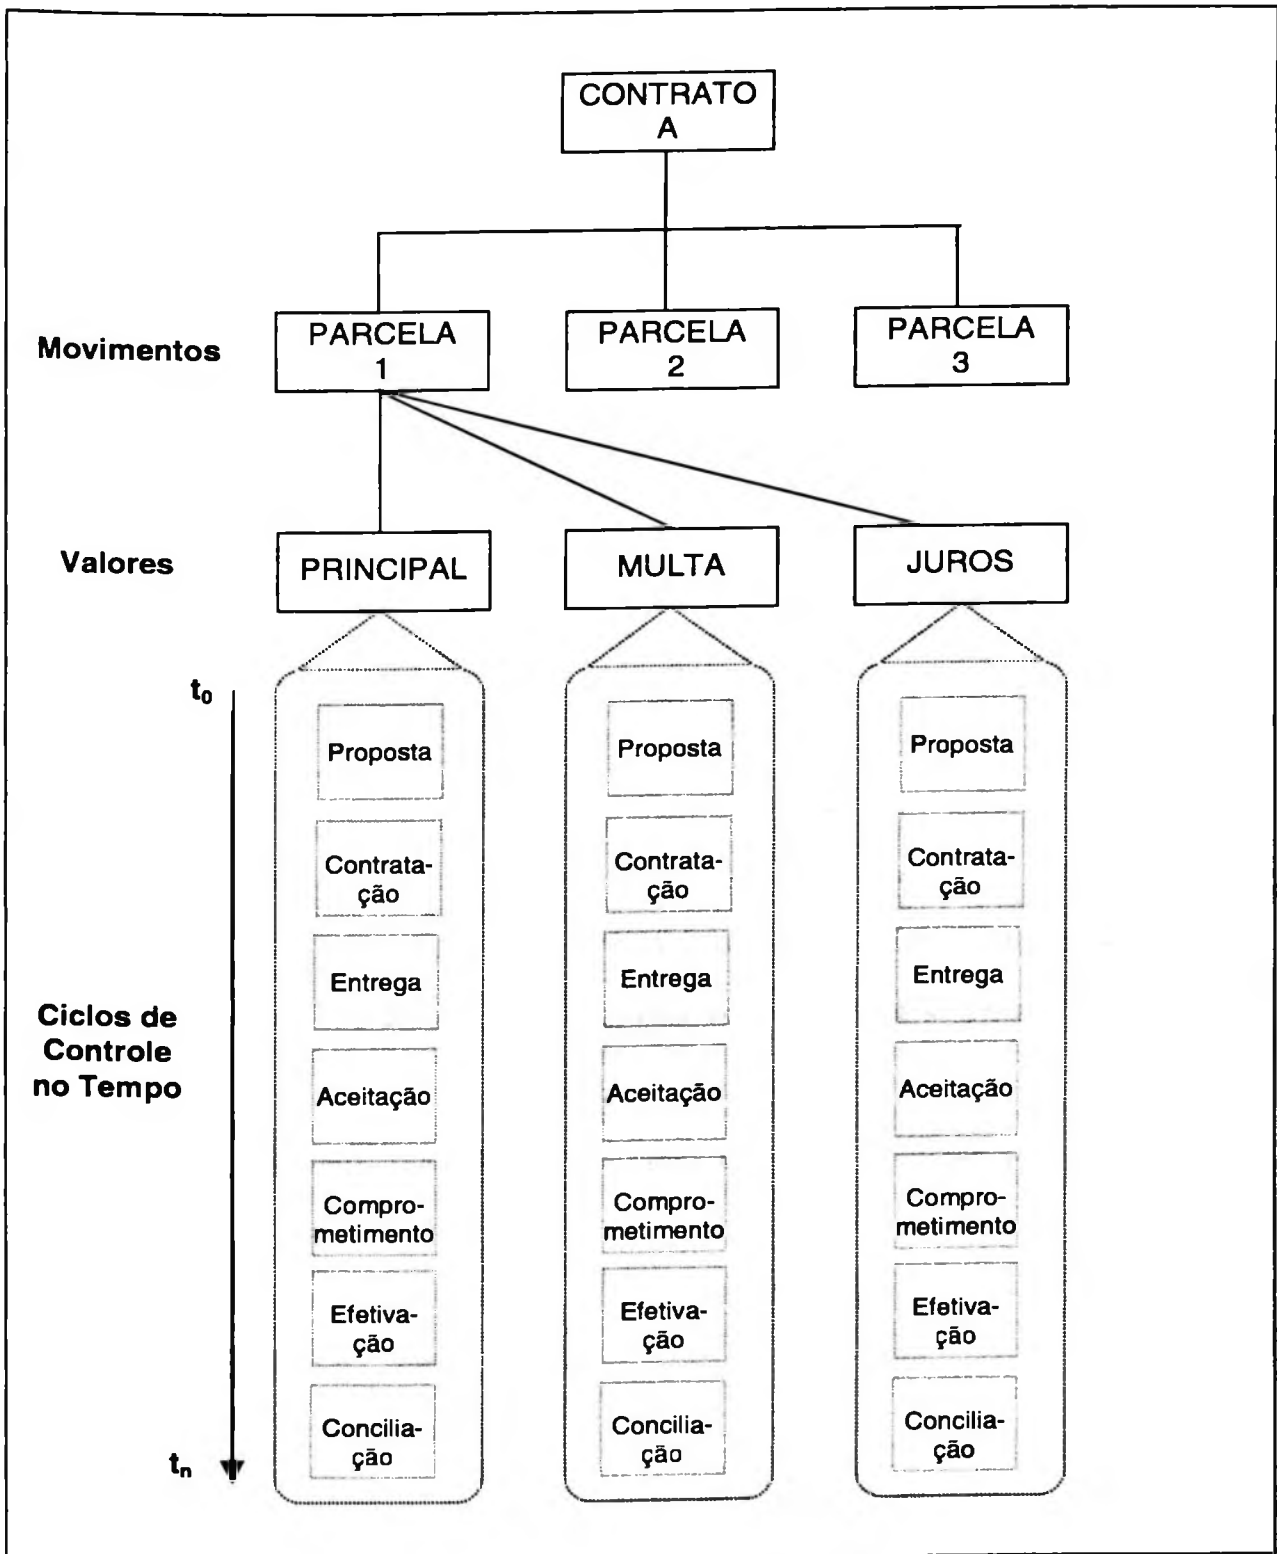 CONTRATO
A
Movimentos
PARCELA
1
PARCELA
2
PARCELA
3
Valores
PRINCIPAL
MULTA
JUROS
t0
Proposta
Proposta
Proposta
Contrata-
ção
Contrata-
ção
Contrata-
ção
Entrega
Entrega
Entrega
Ciclos de
Controle
no Tempo
Aceitação
Aceitação
Aceitação
Compro-
metimento
Compro-
metimento
Compro-
metimento
Efetiva-
ção
Efetiva-
ção
Efetiva-
ção
Concilia-
ção
Concilia-
ção
Concilia-
ção
tn